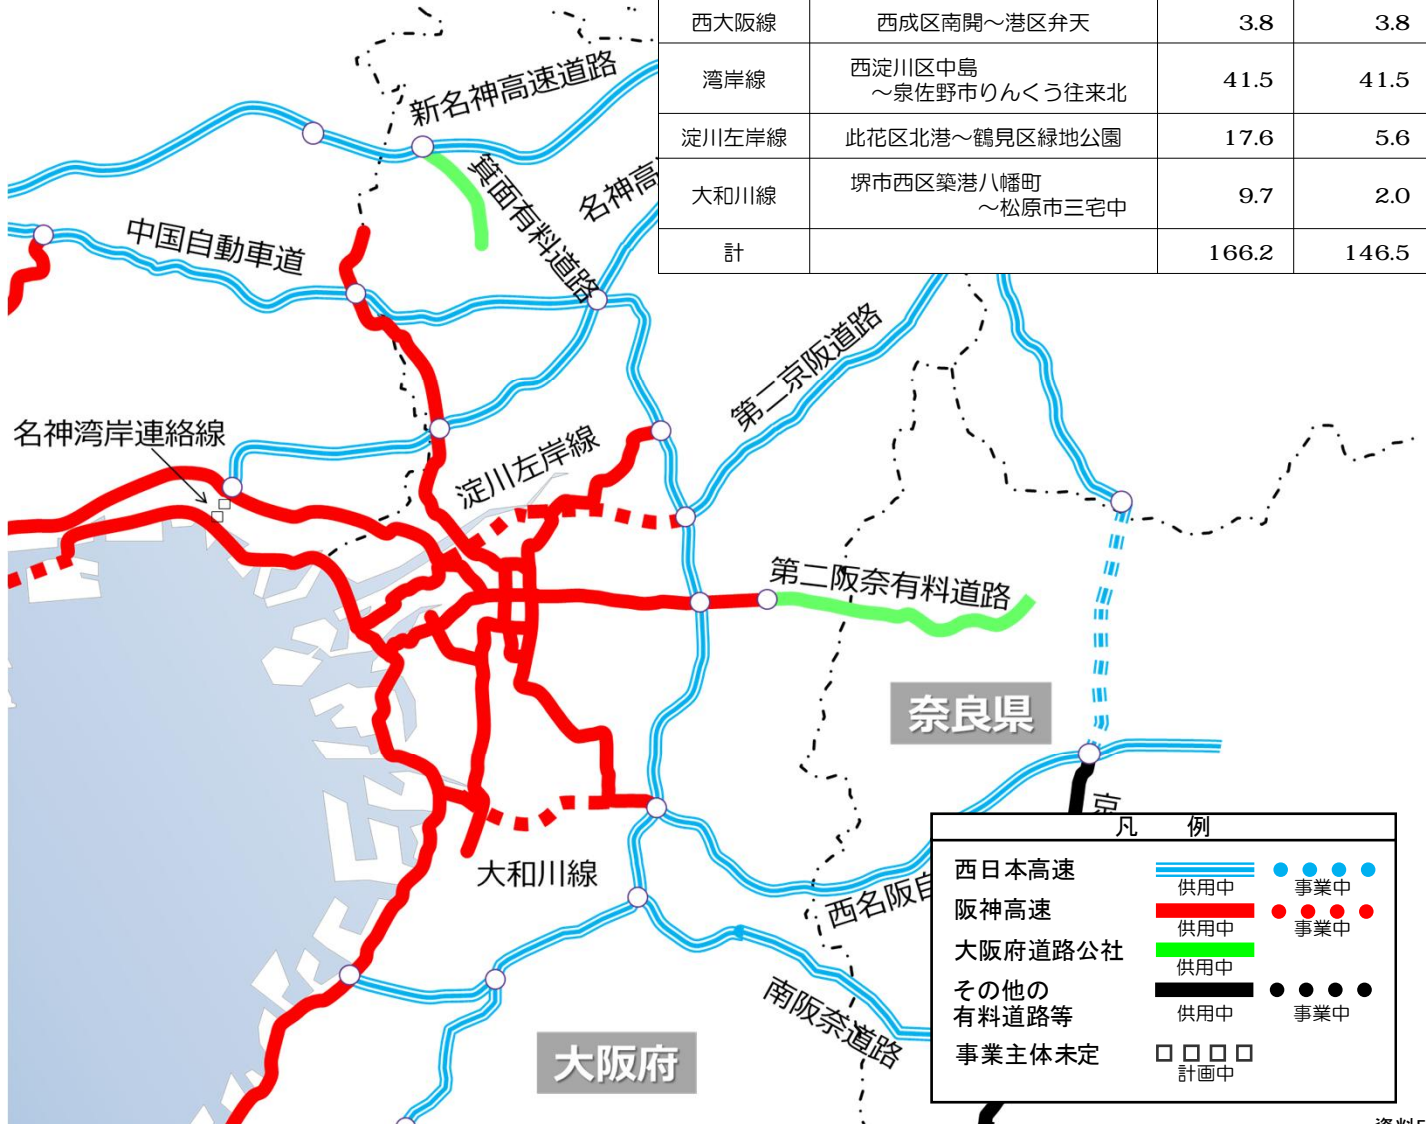 西大阪線 西成区南開～港区弁天 3.8 3.8
湾岸線 西淀川区中島
～泉佐野市りんくう往来北 41.5 41.5
淀川左岸線 此花区北港～鶴見区緑地公園 17.6 5.6
大和川線 堺市西区築港八幡町
～松原市三宅中 9.7 2.0
計 166.2 146.5
新名神高速道路
箕面有料道路
名神高
中国自動車道
第二京阪道路
名神湾岸連絡線
淀川左岸線
第二阪奈有料道路
奈良県
京
大和川線
西名阪自
南阪奈道路
大阪府
凡 例
西日本高速
供用中 事業中
阪神高速
供用中 事業中
大阪府道路公社
供用中
その他の
有料道路等
供用中 事業中
事業主体未定
計画中